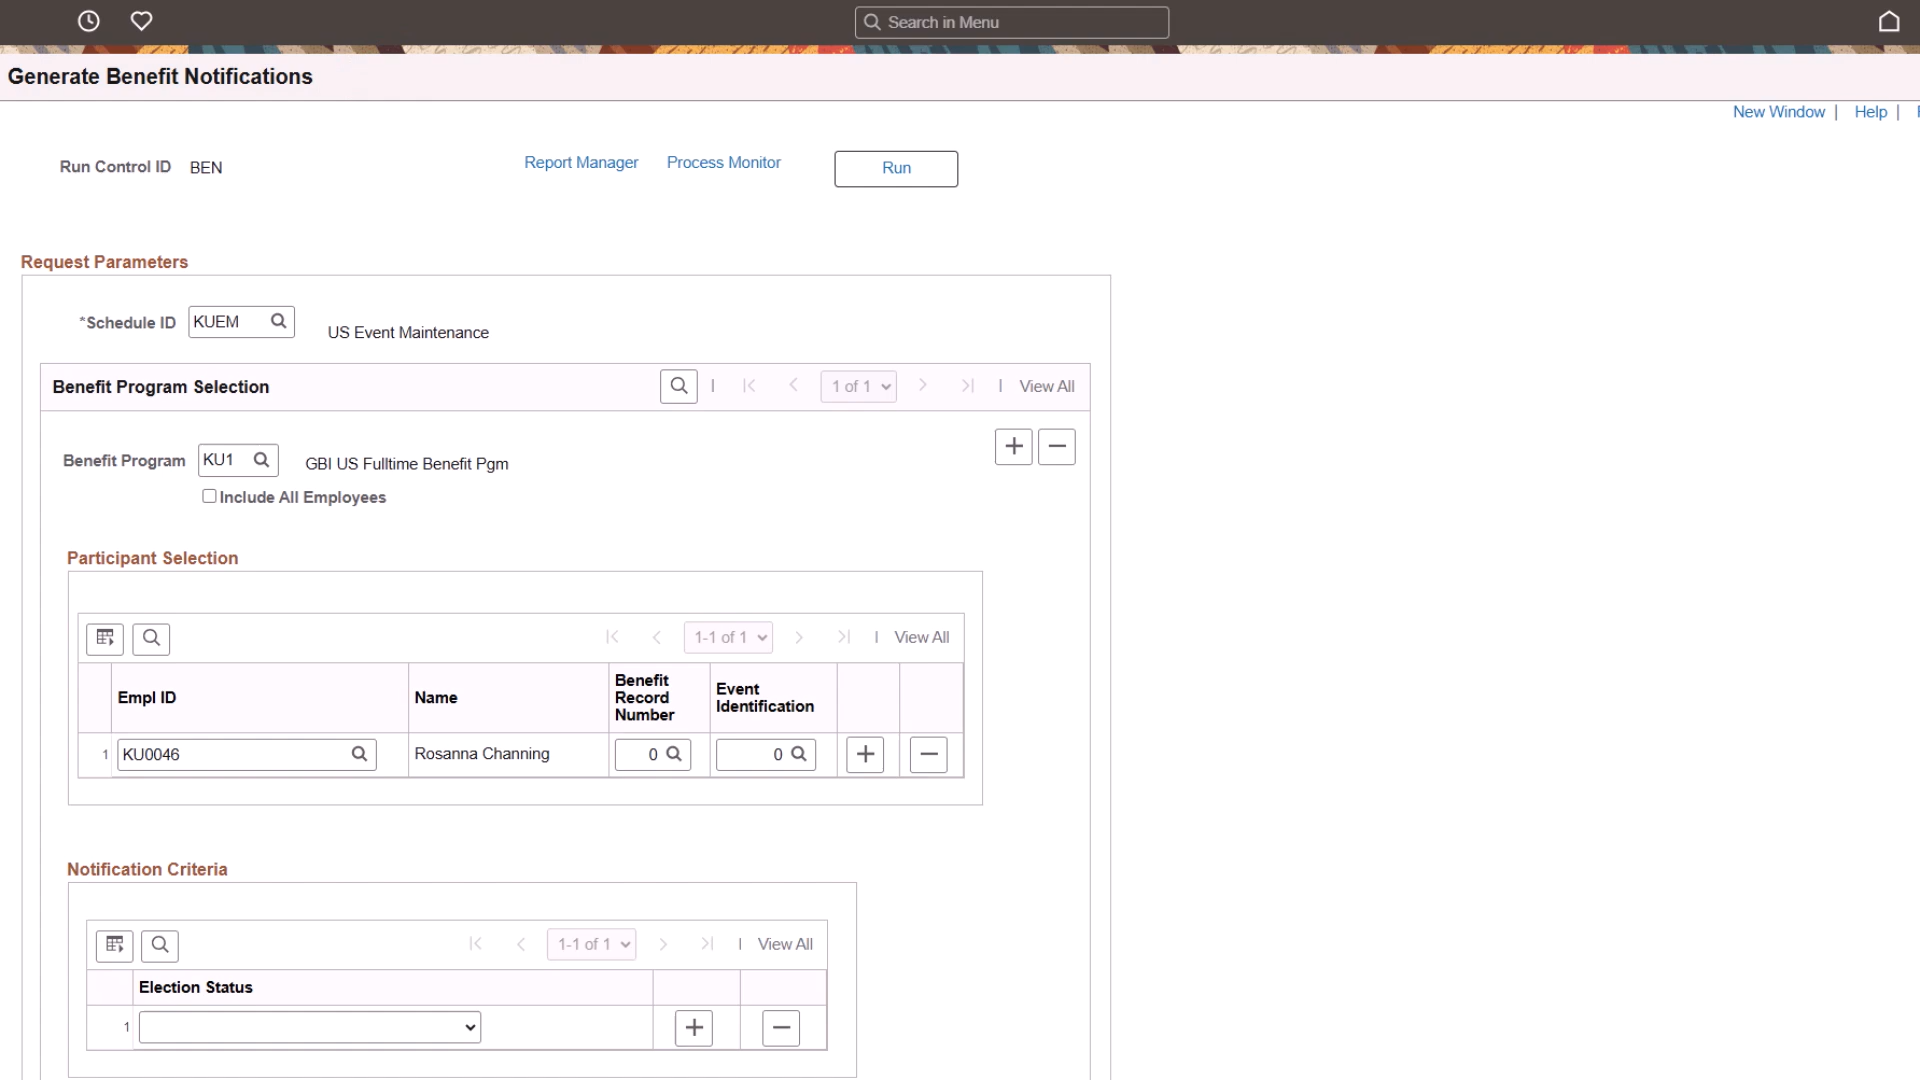 Search in Menu
Generate Benefit Notifications
New Window | Help |
Run Control ID BEN Report Manager Process Monitor Run
Request Parameters
*Schedule ID KUEM US Event Maintenance
Benefit Program Selection 1 of 1 View All
Benefit Program KU1 GBI US Fulltime Benefit Pgm
Include All Employees
Participant Selection
1-1 of 1 View All
Empl ID Name Benefit Record Number Event Identification
1 KU0046 Rosanna Channing 0 0
Notification Criteria
1-1 of 1 View All
Election Status
1